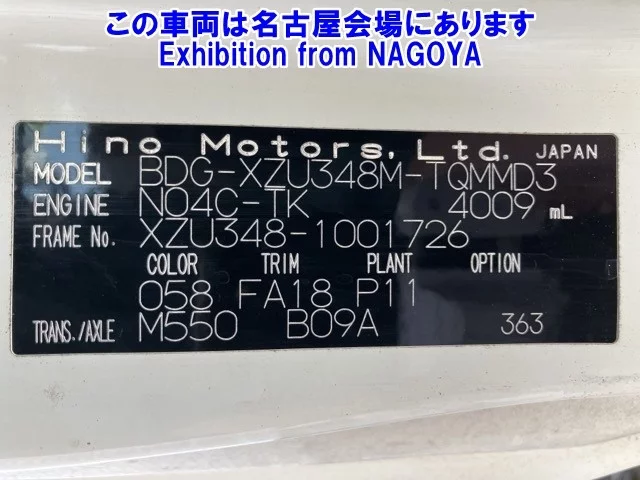 この車両は名古屋会場にあります
Exhibition from NAGOYA
Hino Motors, Ltd. JAPAN
MODEL BDG-XZU348M-TQMMD3
ENGINE N04C-TK 4009 mL
FRAME No. XZU348-1001726
COLOR TRIM PLANT OPTION
058 FA18 P11
TRANS./AXLE M550 B09A 363